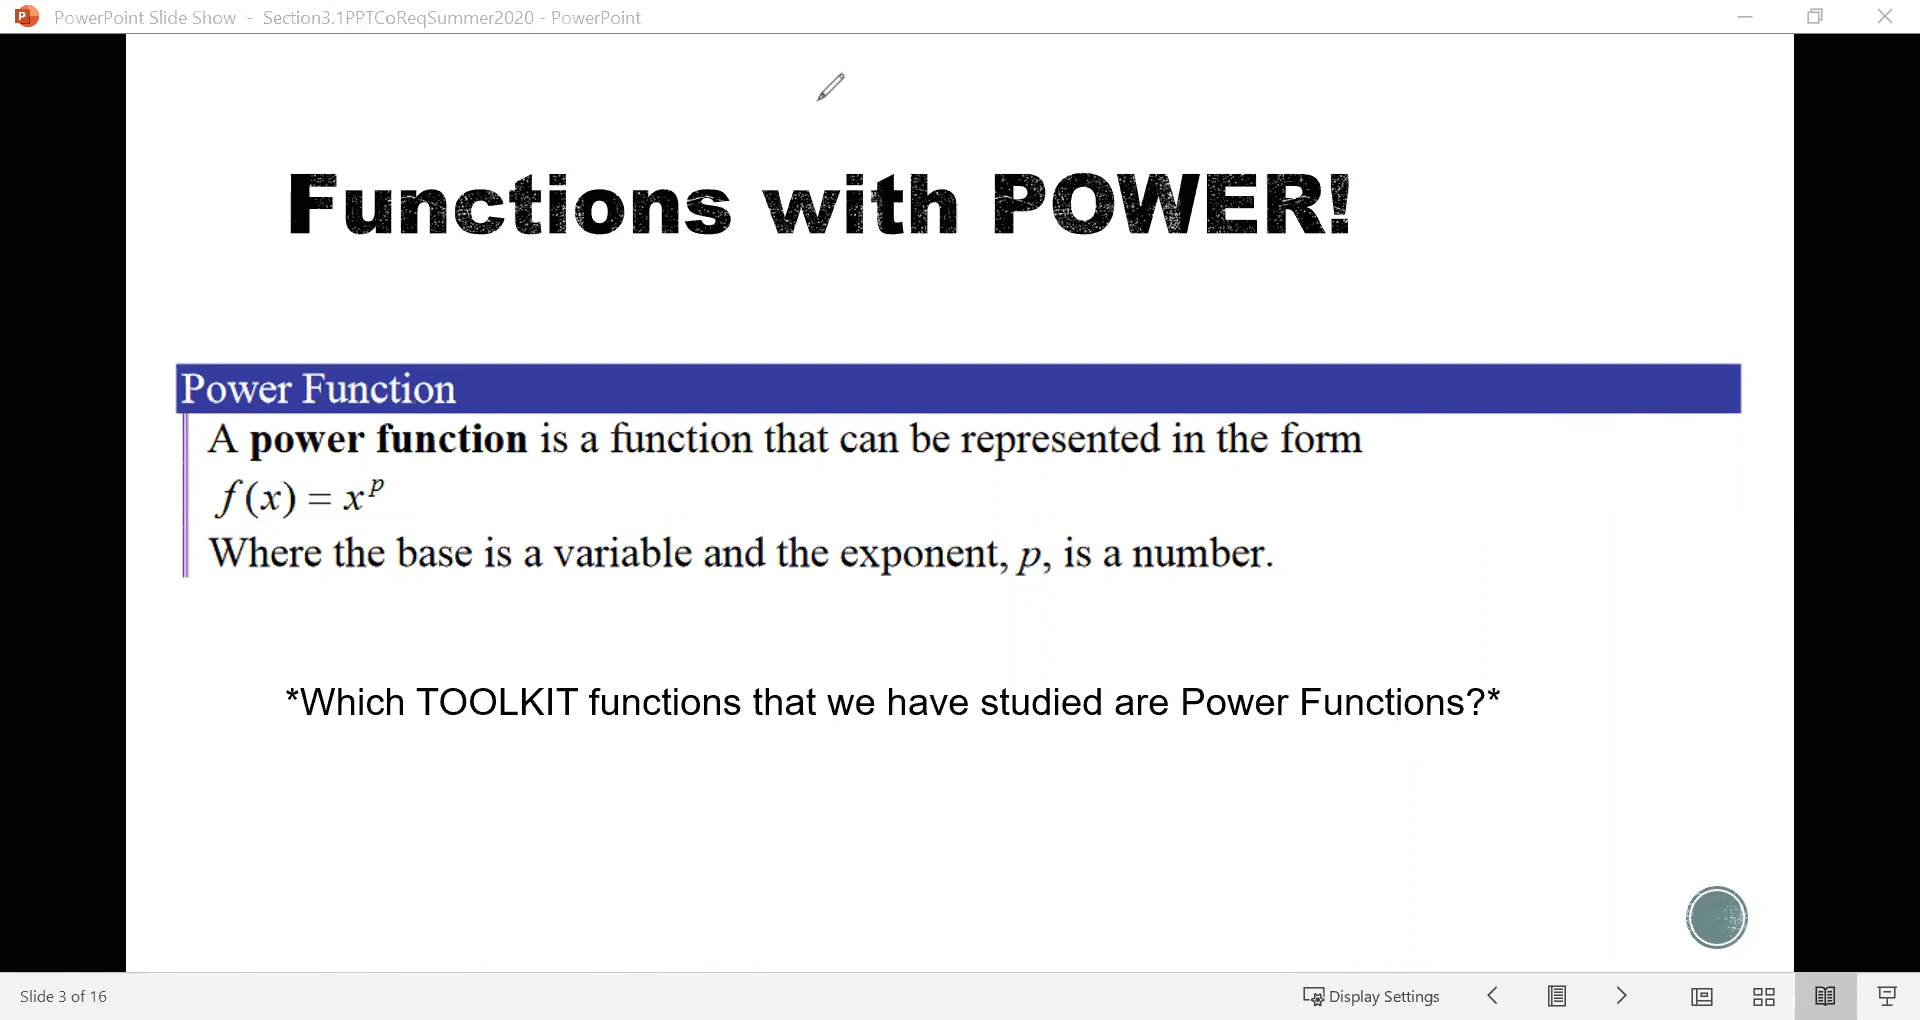 PowerPoint Slide Show - Section3.1PPTCoReqSummer2020 - PowerPoint
Functions with POWER!
Power Function
A power function is a function that can be represented in the form
f(x) = x^p
Where the base is a variable and the exponent, p, is a number.
*Which TOOLKIT functions that we have studied are Power Functions?*
Slide 3 of 16
Display Settings